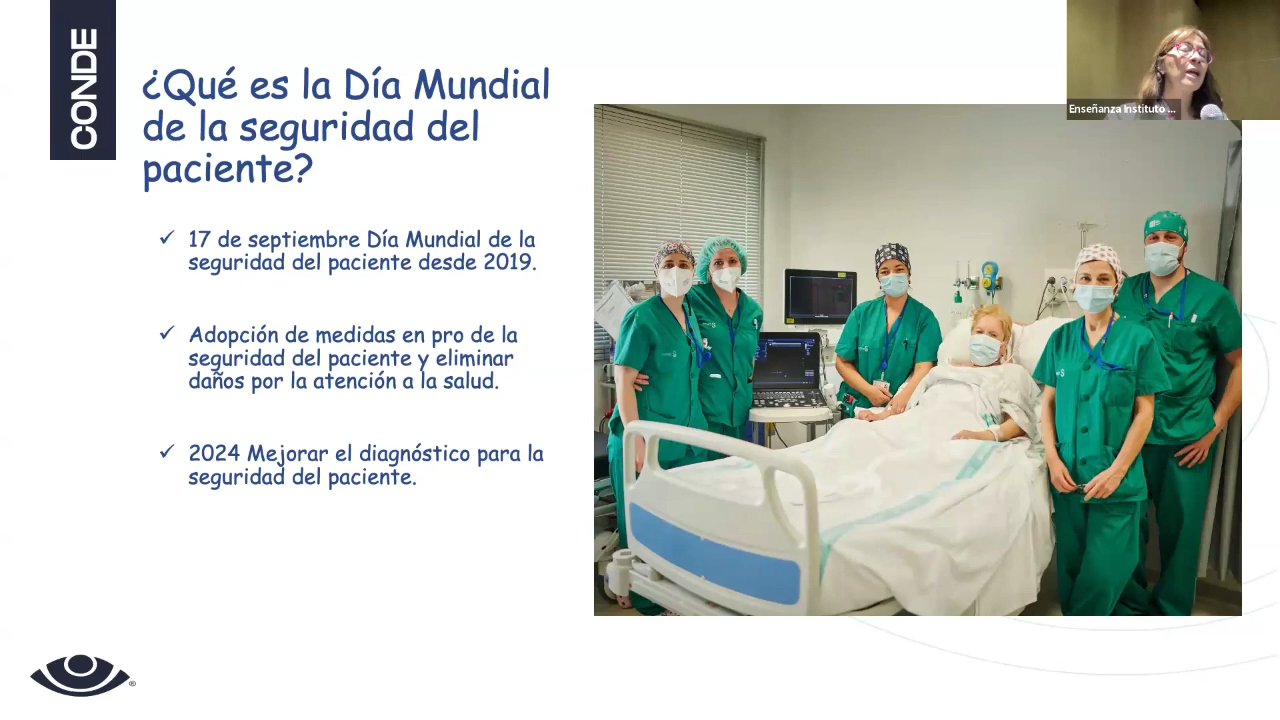 CONDE
¿Qué es la Día Mundial
de la seguridad del
paciente?
Enseñanza Instituto ...
✓ 17 de septiembre Día Mundial de la
seguridad del paciente desde 2019.
✓ Adopción de medidas en pro de la
seguridad del paciente y eliminar
daños por la atención a la salud.
✓ 2024 Mejorar el diagnóstico para la
seguridad del paciente.
®